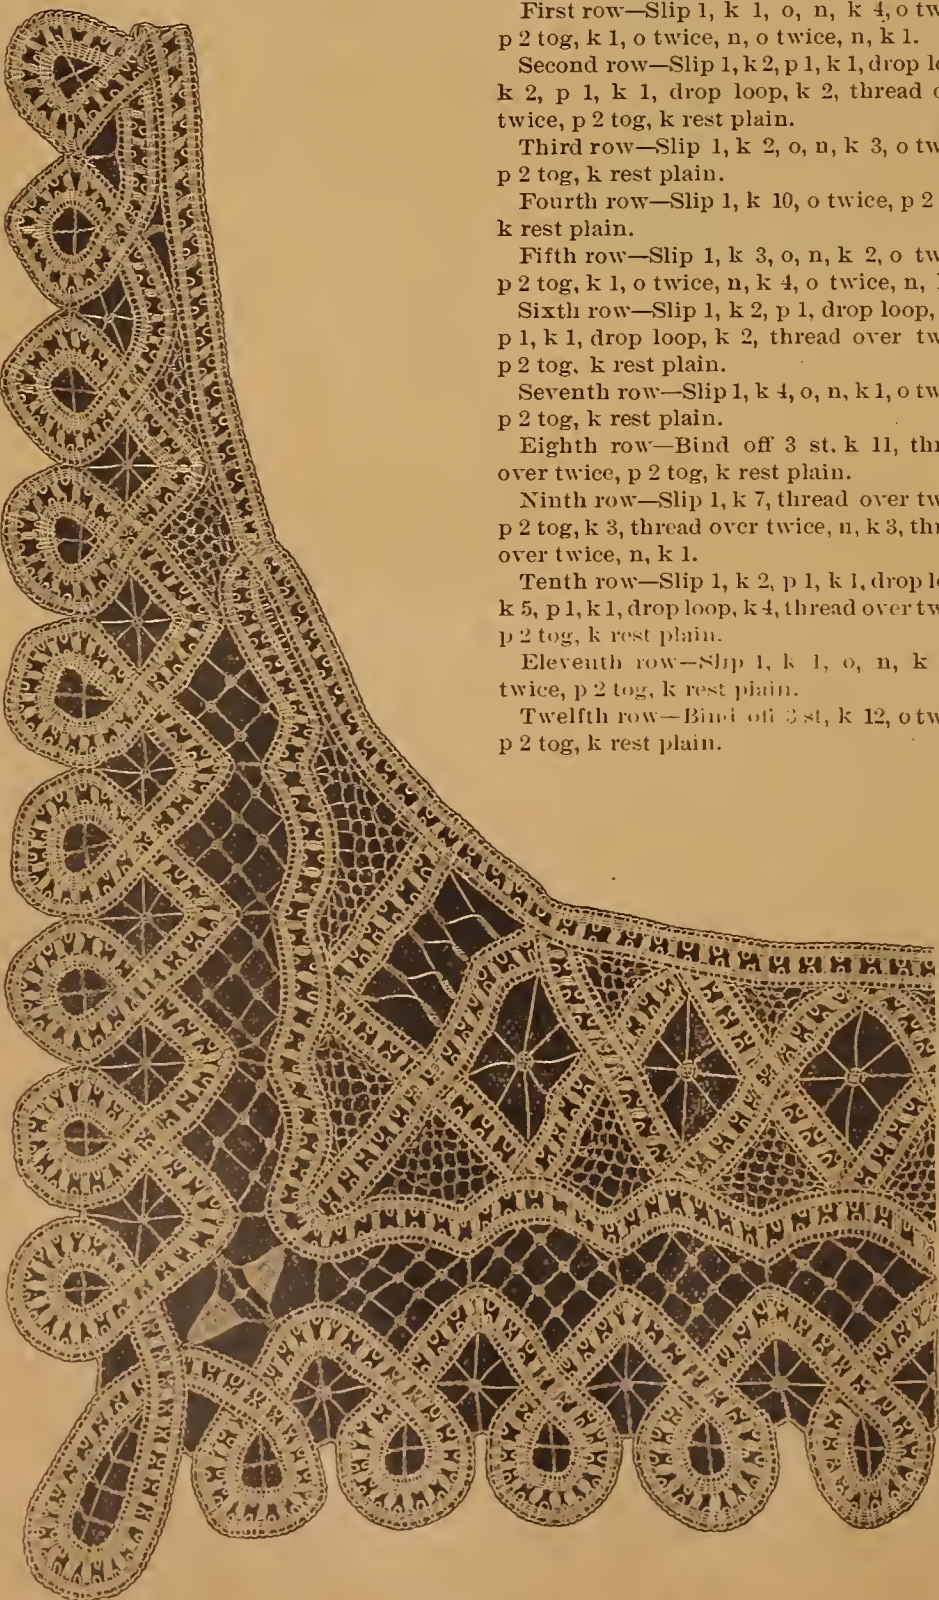 First row—Slip 1, k 1, o, n, k 4, o tw
p 2 tog, k 1, o twice, n, o twice, n, k 1.
Second row—Slip 1, k 2, p 1, k 1, drop lo
k 2, p 1, k 1, drop loop, k 2, thread o
twice, p 2 tog, k rest plain.
Third row—Slip 1, k 2, o, n, k 3, o tw
p 2 tog, k rest plain.
Fourth row—Slip 1, k 10, o twice, p 2
k rest plain.
Fifth row—Slip 1, k 3, o, n, k 2, o tw
p 2 tog, k 1, o twice, n, k 4, o twice, n,
Sixth row—Slip 1, k 2, p 1, drop loop,
p 1, k 1, drop loop, k 2, thread over tw
p 2 tog, k rest plain.
Seventh row—Slip 1, k 4, o, n, k 1, o tw
p 2 tog, k rest plain.
Eighth row—Bind off 3 st. k 11, thr
over twice, p 2 tog, k rest plain.
Ninth row—Slip 1, k 7, thread over tw
p 2 tog, k 3, thread over twice, n, k 3, thr
over twice, n, k 1.
Tenth row—Slip 1, k 2, p 1, k 1, drop lo
k 5, p 1, k 1, drop loop, k 4, thread over tw
p 2 tog, k rest plain.
Eleventh row—Slip 1, k 1, o, n, k
twice, p 2 tog, k rest plain.
Twelfth row—Bind off 3 st, k 12, o tw
p 2 tog, k rest plain.